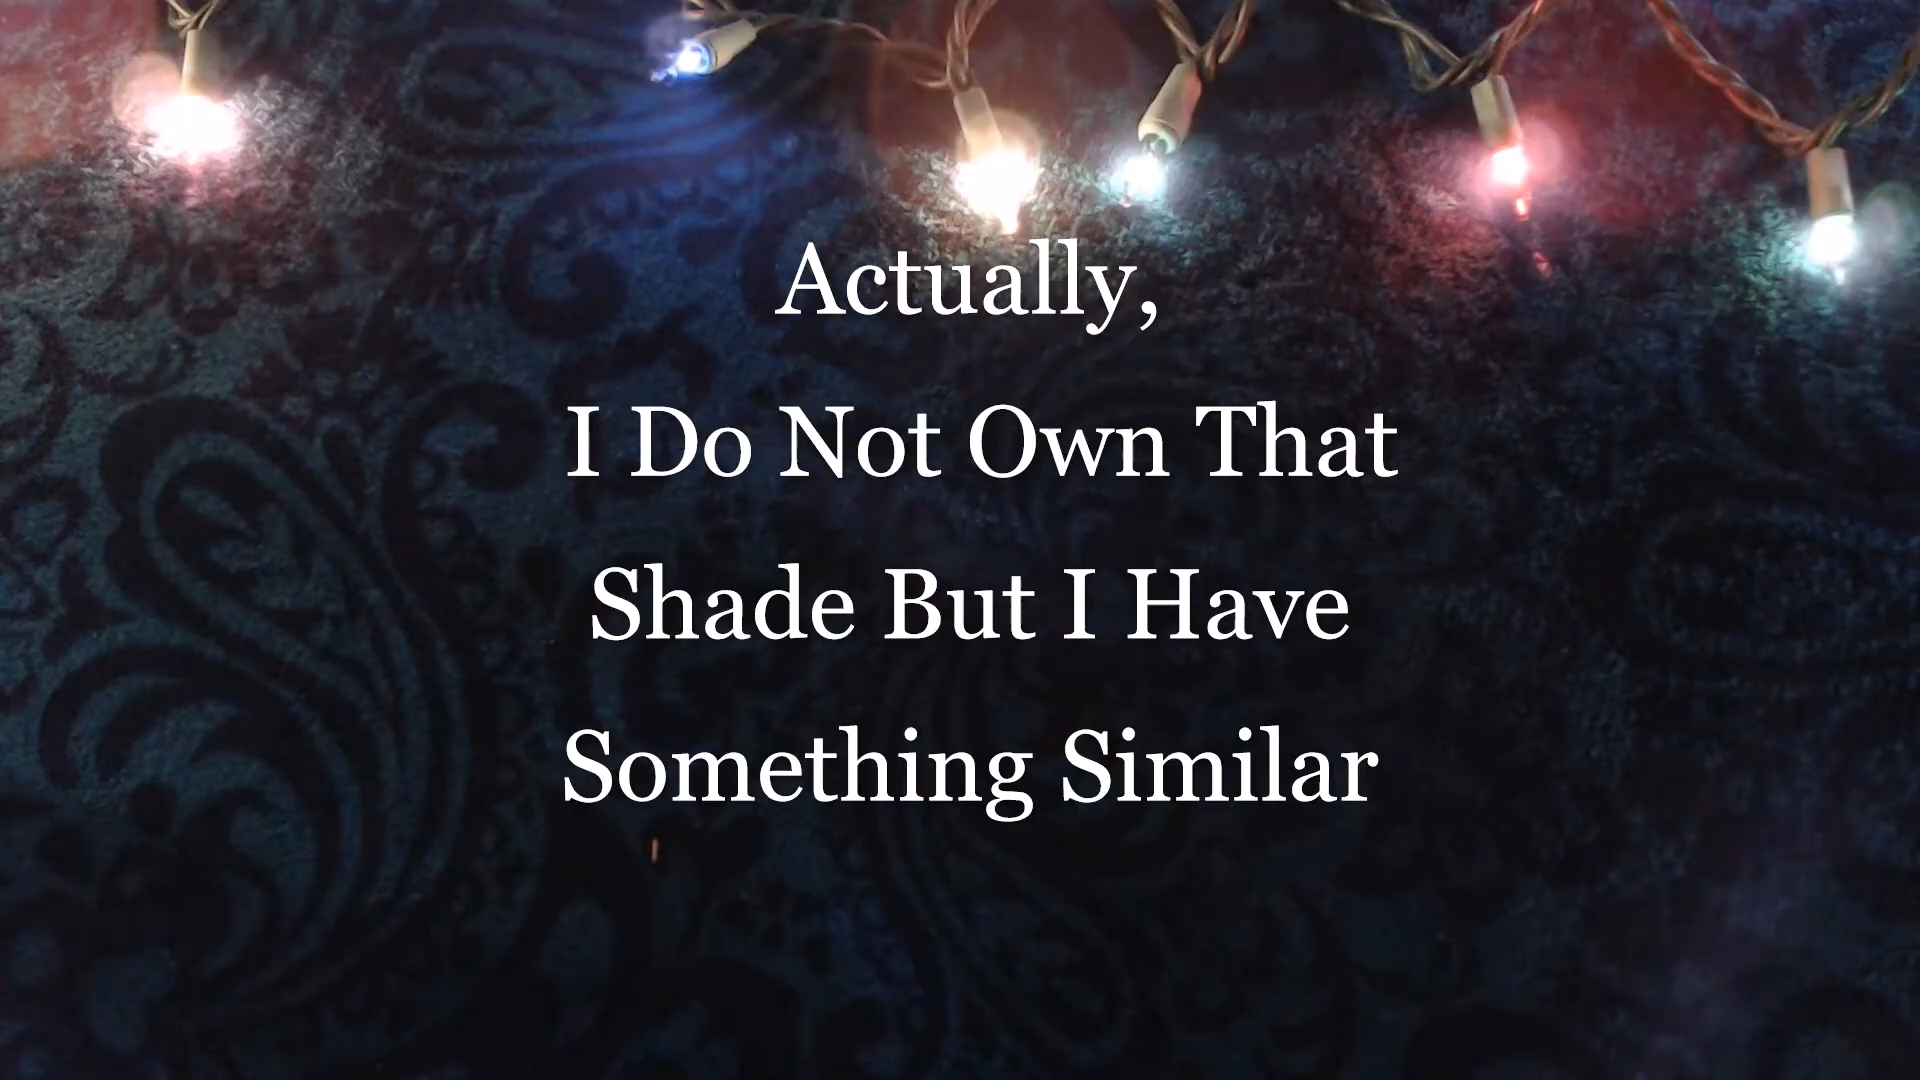 Actually,
I Do Not Own That
Shade But I Have
Something Similar